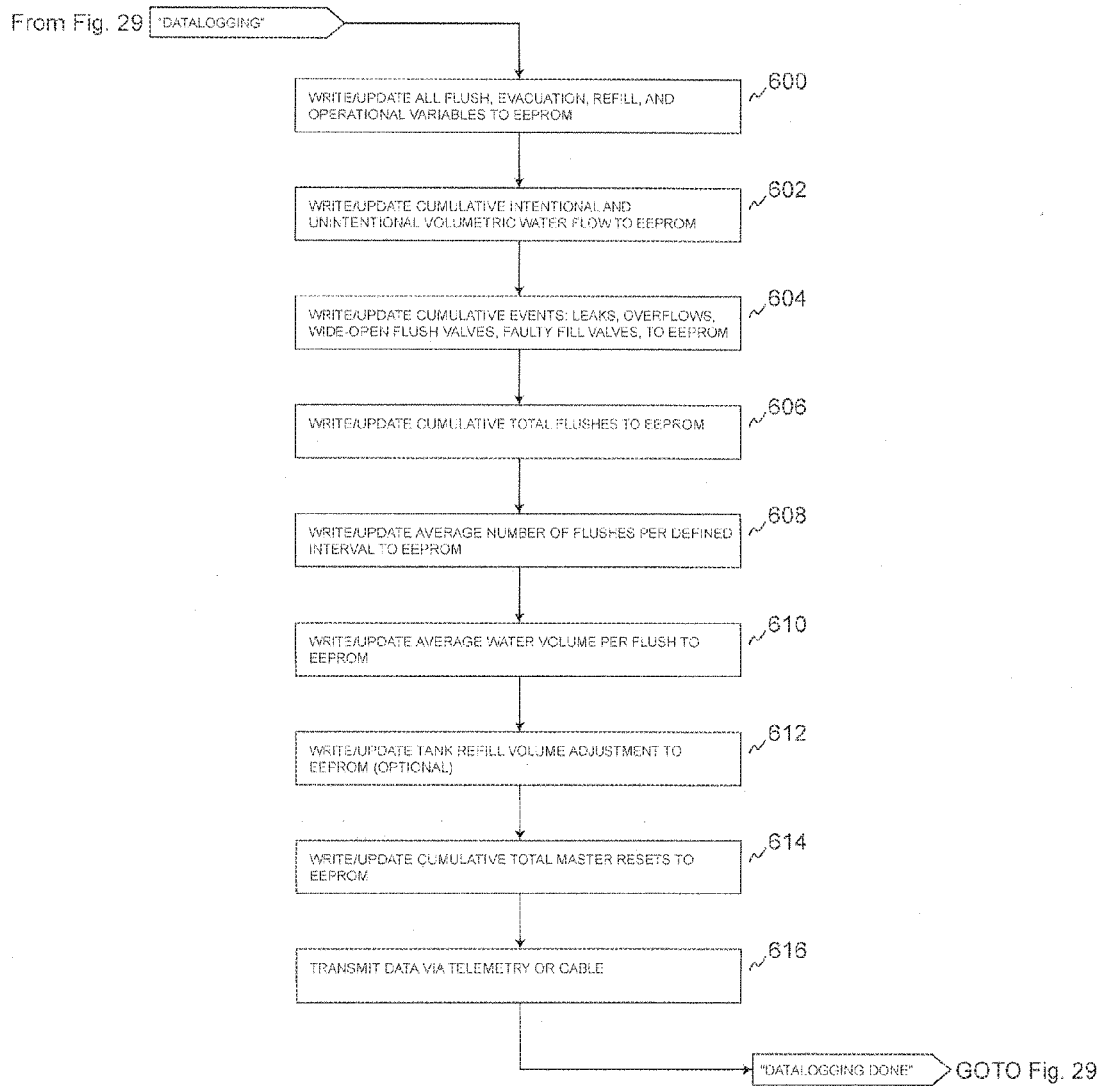 From Fig. 29 "DATALOGGING"
600
WRITE/UPDATE ALL FLUSH, EVACUATION, REFILL, AND
OPERATIONAL VARIABLES TO EEPROM
602
WRITE/UPDATE CUMULATIVE INTENTIONAL AND
UNINTENTIONAL VOLUMETRIC WATER FLOW TO EEPROM
604
WRITE/UPDATE CUMULATIVE EVENTS: LEAKS, OVERFLOWS,
WIDE-OPEN FLUSH VALVES, FAULTY FILL VALVES, TO EEPROM
606
WRITE/UPDATE CUMULATIVE TOTAL FLUSHES TO EEPROM
608
WRITE/UPDATE AVERAGE NUMBER OF FLUSHES PER DEFINED
INTERVAL TO EEPROM
610
WRITE/UPDATE AVERAGE WATER VOLUME PER FLUSH TO
EEPROM
612
WRITE/UPDATE TANK REFILL VOLUME ADJUSTMENT TO
EEPROM (OPTIONAL)
614
WRITE/UPDATE CUMULATIVE TOTAL MASTER RESETS TO
EEPROM
616
TRANSMIT DATA VIA TELEMETRY OR CABLE
"DATALOGGING DONE" GOTO Fig. 29